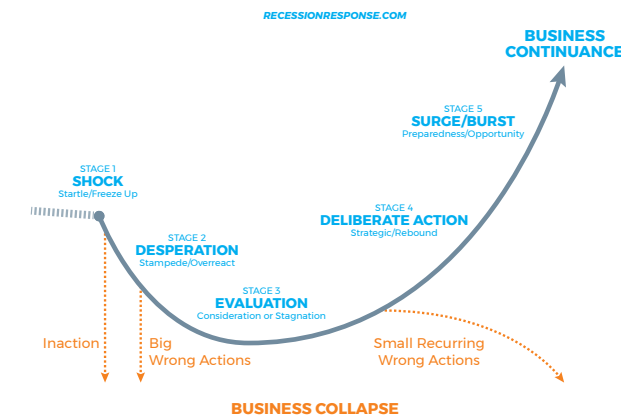 RECESSIONRESPONSE.COM
BUSINESS
CONTINUANCE
STAGE 5
SURGE/BURST
Preparedness/Opportunity
STAGE 1
SHOCK
Startle/Freeze Up
STAGE 4
DELIBERATE ACTION
Strategic/Rebound
STAGE 2
DESPERATION
Stampede/Overreact
STAGE 3
EVALUATION
Consideration or Stagnation
Inaction
Big
Wrong Actions
Small Recurring
Wrong Actions
BUSINESS COLLAPSE